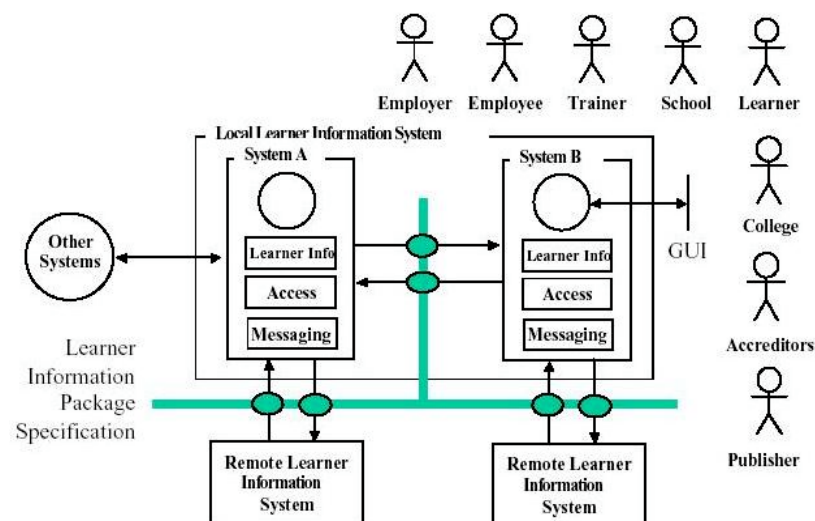 Employer Employee Trainer School Learner
Local Learner Information System
System A
System B
Other
Systems
Learner Info
Access
Messaging
Learner Info
Access
Messaging
GUI
College
Accreditors
Publisher
Learner
Information
Package
Specification
Remote Learner
Information
System
Remote Learner
Information
System